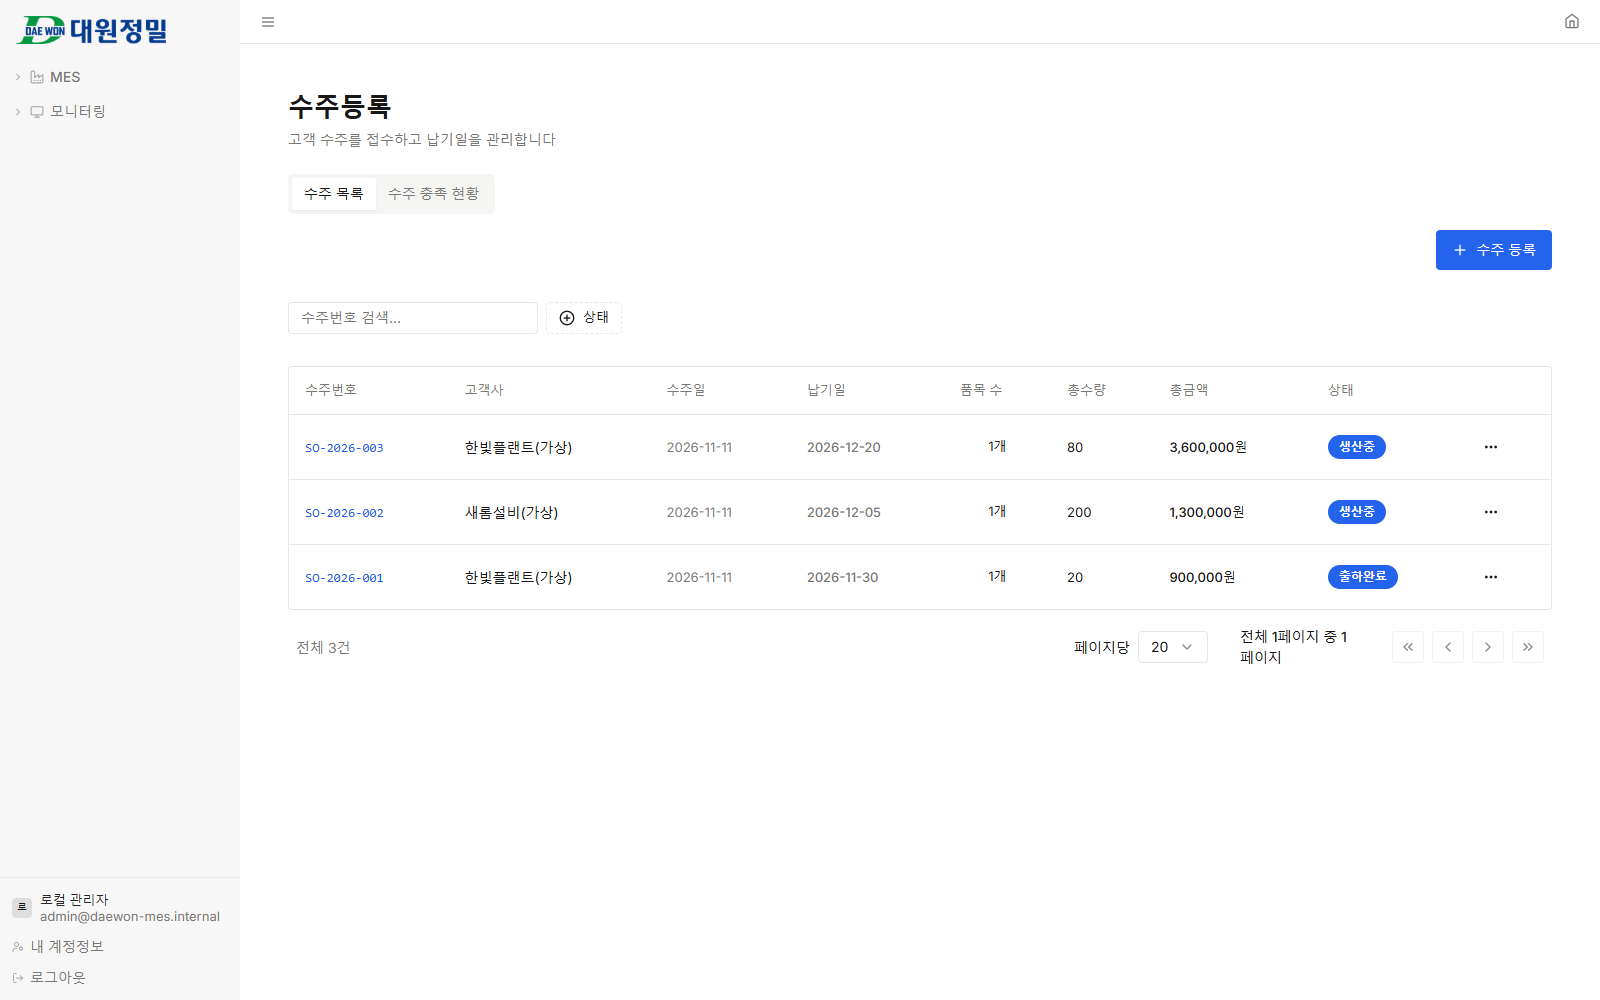 DAE WON 대원정밀
MES
모니터링
수주등록
고객 수주를 접수하고 납기일을 관리합니다
수주 목록 수주 충족 현황
수주 등록
수주번호 검색... 상태
수주번호 고객사 수주일 납기일 품목 수 총수량 총금액 상태
SO-2026-003 한빛플랜트(가상) 2026-11-11 2026-12-20 1개 80 3,600,000원 생산중
SO-2026-002 새롬설비(가상) 2026-11-11 2026-12-05 1개 200 1,300,000원 생산중
SO-2026-001 한빛플랜트(가상) 2026-11-11 2026-11-30 1개 20 900,000원 출하완료
전체 3건 페이지당 20 전체 1페이지 중 1
페이지
로 로컬 관리자
admin@daewon-mes.internal
내 계정정보
로그아웃